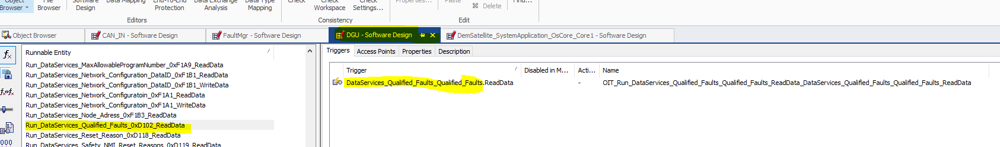 Object
Browser
File
Browser
Software
Design
Data Mapping
End-To-End
Protection
Data Exchange
Analysis
Data Type
Mapping
Check
Check
Workspace
Check
Settings...
Properties...
Paste
Delete
Find...
Editors
Consistency
Edit
Object Browser
CAN_IN - Software Design
FaultMgr - Software Design
DGU - Software Design
DemSatellite_SystemApplication_OsCore_Core1 - Software Design
Runnable Entity
Run_DataServices_MaxAllowableProgramNumber_0xF1A9_ReadData
Run_DataServices_Network_Configuration_DataID_0xF1B1_ReadData
Run_DataServices_Network_Configuration_DataID_0xF1B1_WriteData
Run_DataServices_Network_Configuratoin_0xF1A1_ReadData
Run_DataServices_Network_Configuratoin_0xF1A1_WriteData
Run_DataServices_Node_Adress_0xF1B3_ReadData
Run_DataServices_Qualified_Faults_0xD102_ReadData
Run_DataServices_Reset_Reason_0xD118_ReadData
Run_DataServices_Safety_NMI_Reset_Reasons_0xD119_ReadData
Triggers Access Points Properties Description
Trigger Disabled in M... Acti... Name
DataServices_Qualified_Faults_Qualified_Faults.ReadData - OIT_Run_DataServices_Qualified_Faults_Qualified_Faults_ReadData_DataServices_Qualified_Faults_Qualified_Faults_ReadData